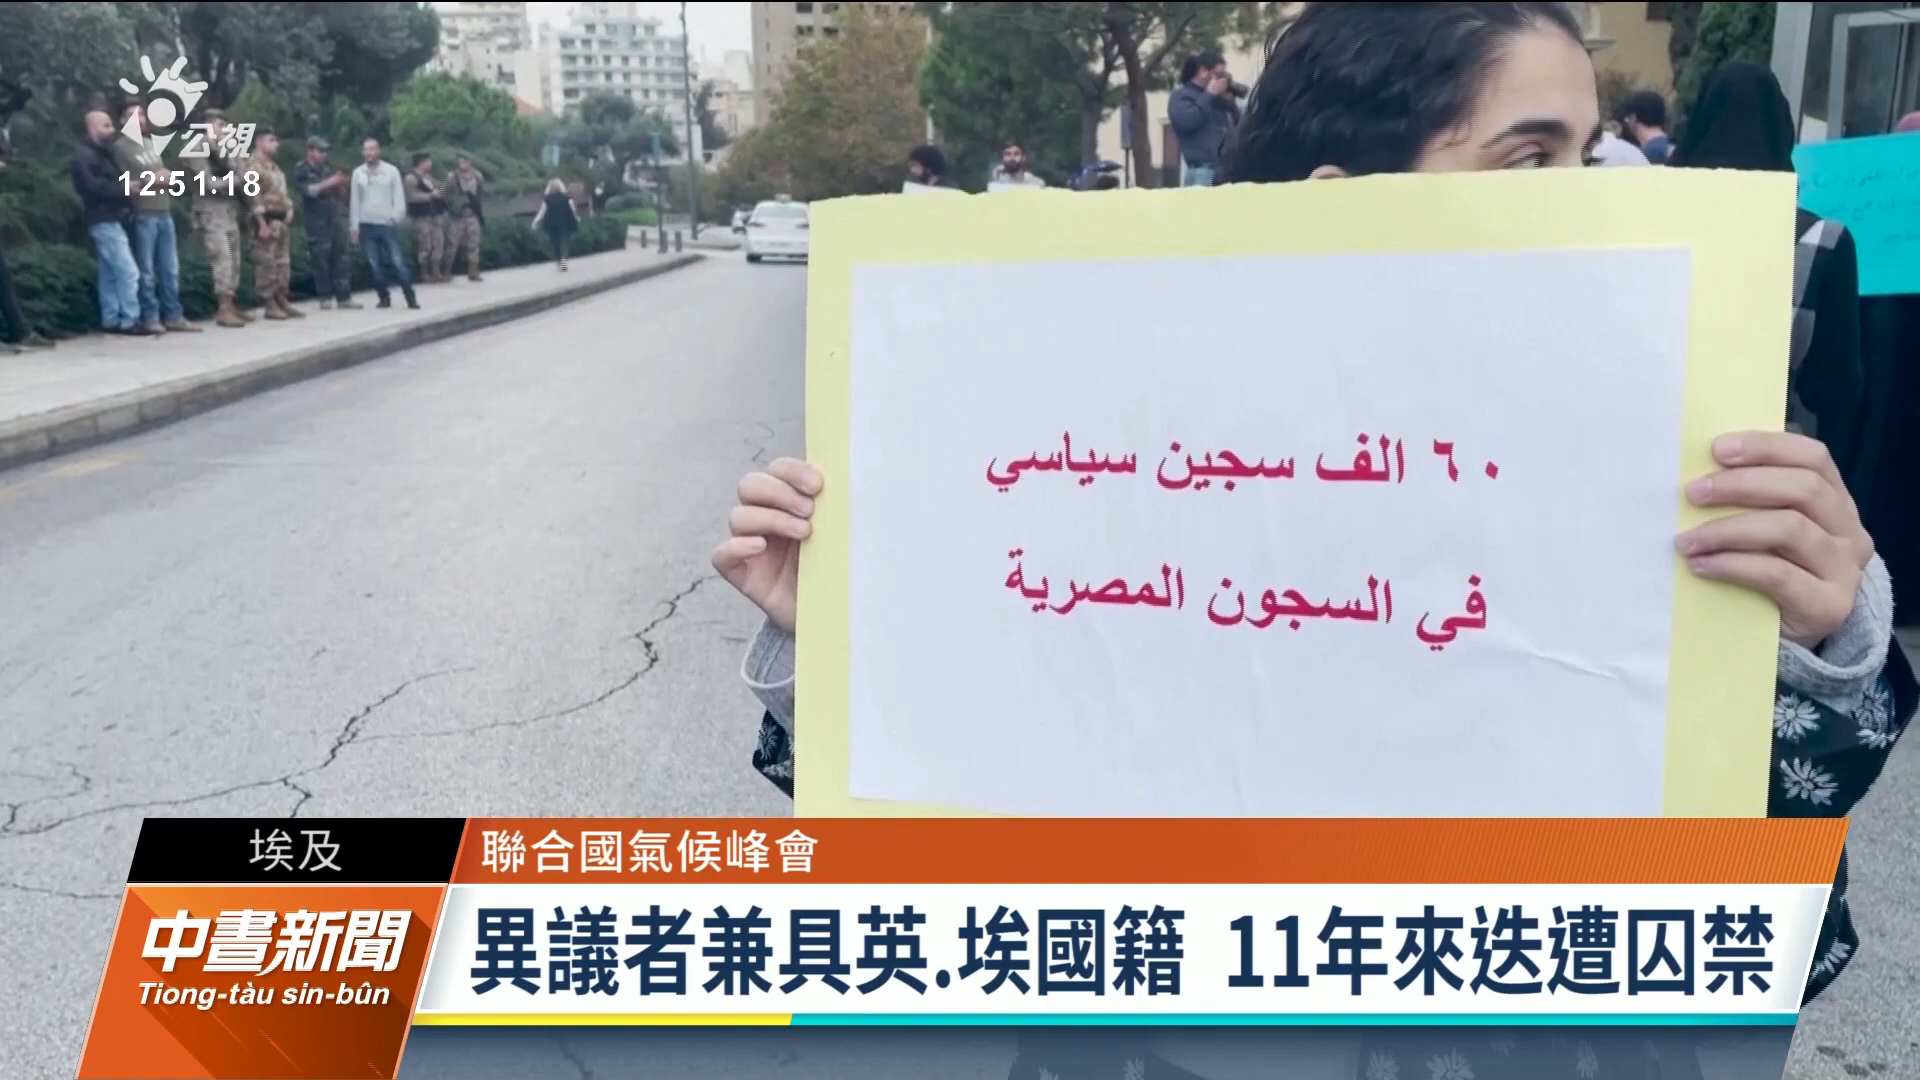 公視
12:51:18
٦٠ الف سجين سياسي
في السجون المصرية
埃及
聯合國氣候峰會
中晝新聞
Tiong-tàu sin-bûn
異議者兼具英.埃國籍 11年來迭遭囚禁